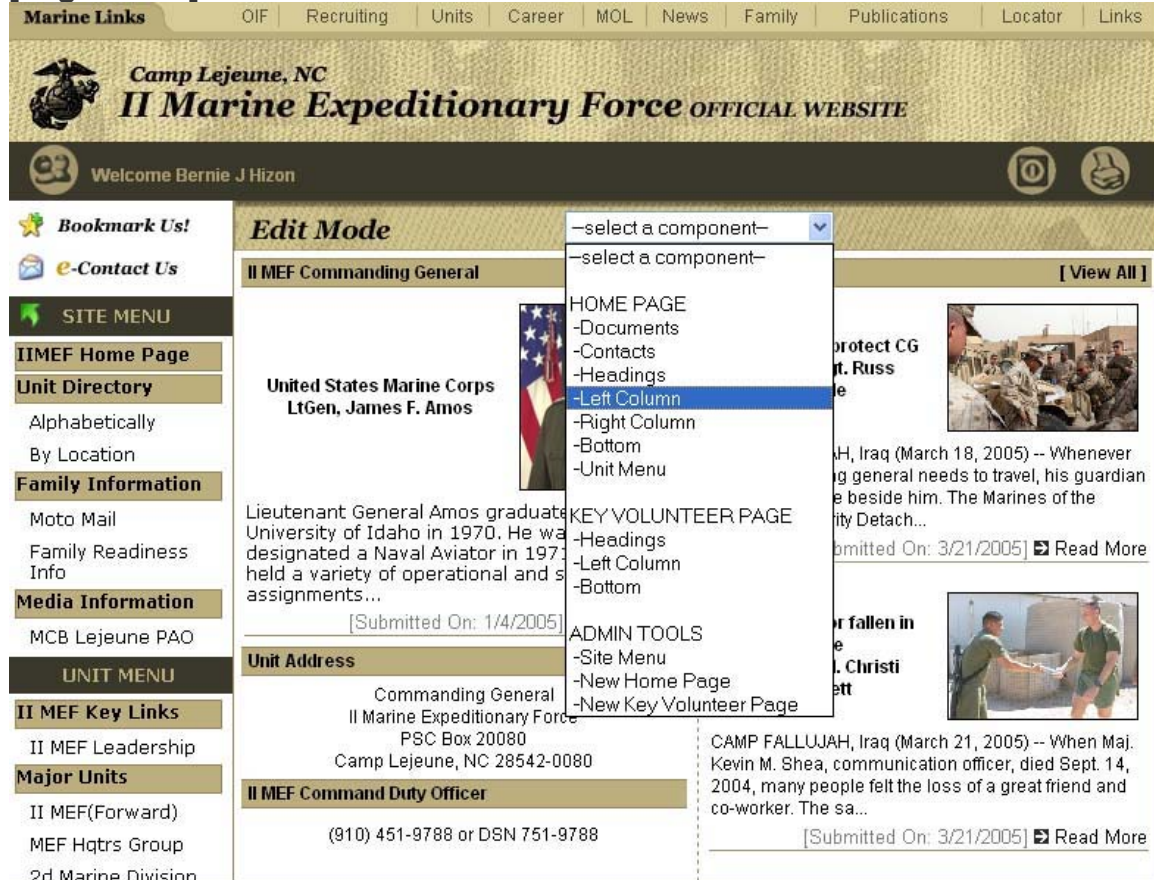 Marine Links
OIF Recruiting Units Career MOL News Family Publications Locator Links
Camp Lejeune, NC
II Marine Expeditionary Force OFFICIAL WEBSITE
Welcome Bernie J Hizon
Bookmark Us!
e-Contact Us
SITE MENU
IIMEF Home Page
Unit Directory
Alphabetically
By Location
Family Information
Moto Mail
Family Readiness
Info
Media Information
MCB Lejeune PAO
UNIT MENU
II MEF Key Links
II MEF Leadership
Major Units
II MEF(Forward)
MEF Hqtrs Group
2d Marine Division
Edit Mode
–select a component–
–select a component–
HOME PAGE
-Documents
-Contacts
-Headings
-Left Column
-Right Column
-Bottom
-Unit Menu
KEY VOLUNTEER PAGE
-Headings
-Left Column
-Bottom
ADMIN TOOLS
-Site Menu
-New Home Page
-New Key Volunteer Page
II MEF Commanding General
United States Marine Corps
LtGen, James F. Amos
Lieutenant General Amos graduate
University of Idaho in 1970. He wa
designated a Naval Aviator in 1971
held a variety of operational and s
assignments...
[Submitted On: 1/4/2005]
Unit Address
Commanding General
II Marine Expeditionary Force
PSC Box 20080
Camp Lejeune, NC 28542-0080
II MEF Command Duty Officer
(910) 451-9788 or DSN 751-9788
[ View All ]
protect CG
gt. Russ
le
AH, Iraq (March 18, 2005) -- Whenever
ng general needs to travel, his guardian
e beside him. The Marines of the
rity Detach...
bmitted On: 3/21/2005] Read More
or fallen in
e
l. Christi
ett
CAMP FALLUJAH, Iraq (March 21, 2005) -- When Maj.
Kevin M. Shea, communication officer, died Sept. 14,
2004, many people felt the loss of a great friend and
co-worker. The sa...
[Submitted On: 3/21/2005] Read More